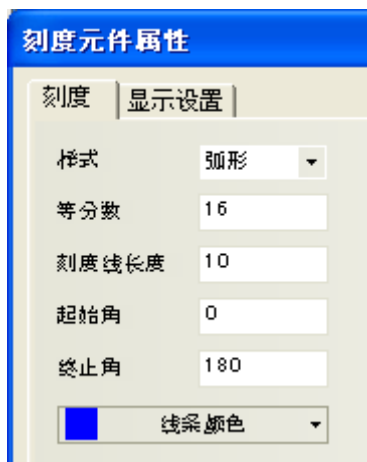 刻度元件属性
刻度 显示设置
样式 弧形
等分数 16
刻度线长度 10
起始角 0
终止角 180
线条颜色